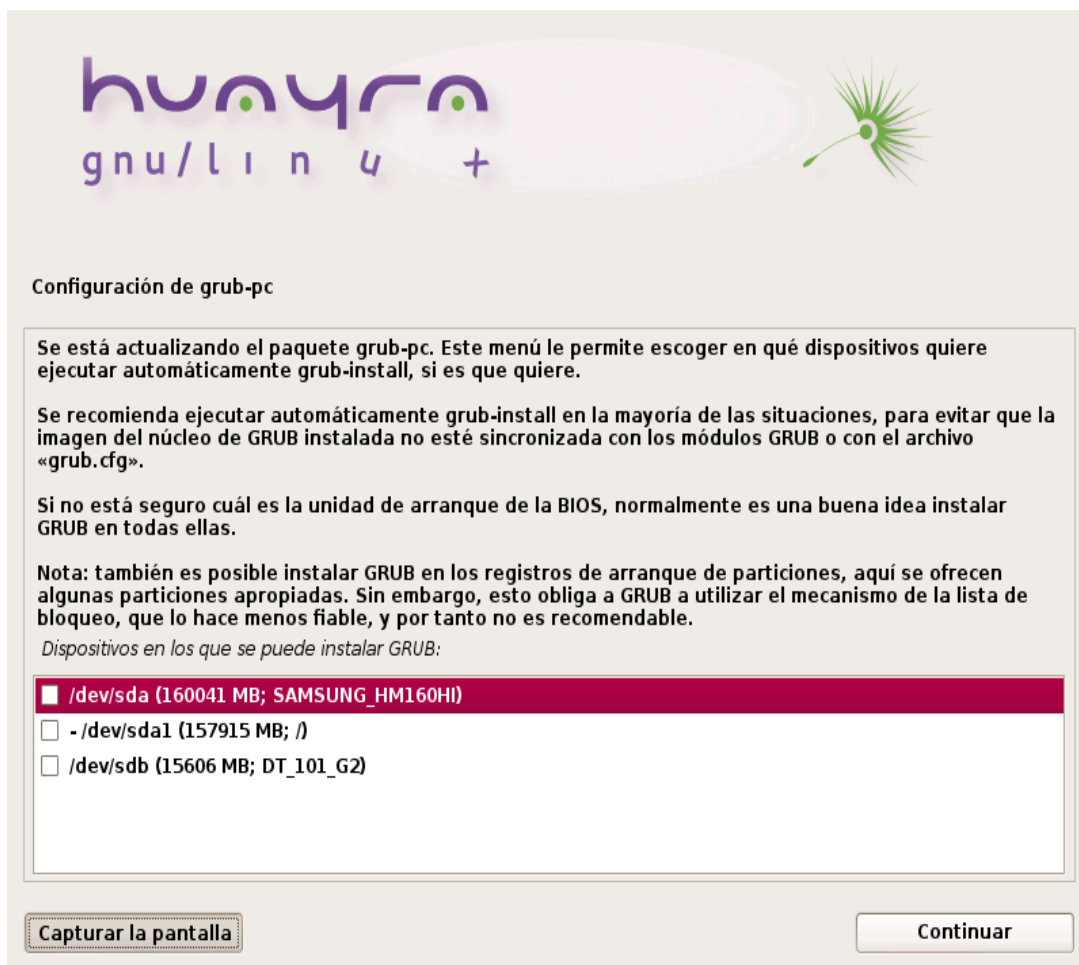 huayra
gnu/linux
Configuración de grub-pc
Se está actualizando el paquete grub-pc. Este menú le permite escoger en qué dispositivos quiere
ejecutar automáticamente grub-install, si es que quiere.
Se recomienda ejecutar automáticamente grub-install en la mayoría de las situaciones, para evitar que la
imagen del núcleo de GRUB instalada no esté sincronizada con los módulos GRUB o con el archivo
«grub.cfg».
Si no está seguro cuál es la unidad de arranque de la BIOS, normalmente es una buena idea instalar
GRUB en todas ellas.
Nota: también es posible instalar GRUB en los registros de arranque de particiones, aquí se ofrecen
algunas particiones apropiadas. Sin embargo, esto obliga a GRUB a utilizar el mecanismo de la lista de
bloqueo, que lo hace menos fiable, y por tanto no es recomendable.
Dispositivos en los que se puede instalar GRUB:
/dev/sda (160041 MB; SAMSUNG_HM160HI)
- /dev/sda1 (157915 MB; /)
/dev/sdb (15606 MB; DT_101_G2)
Capturar la pantalla
Continuar